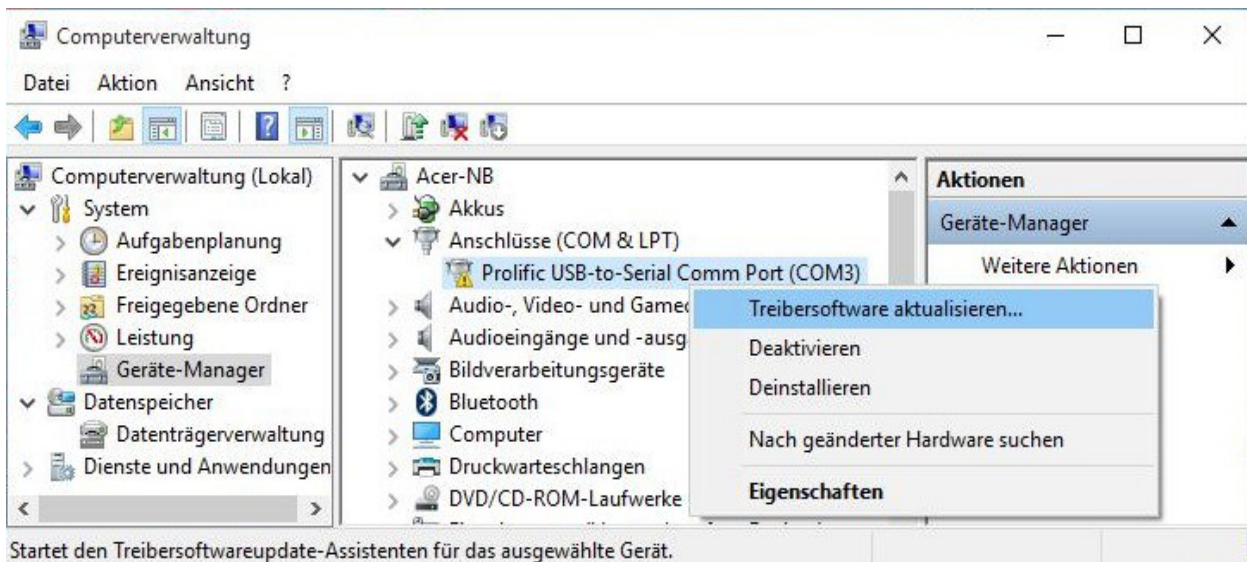 Computerverwaltung
Datei Aktion Ansicht ?
Computerverwaltung (Lokal)
System
Aufgabenplanung
Ereignisanzeige
Freigegebene Ordner
Leistung
Geräte-Manager
Datenspeicher
Datenträgerverwaltung
Dienste und Anwendungen
Acer-NB
Akkus
Anschlüsse (COM & LPT)
Prolific USB-to-Serial Comm Port (COM3)
Audio-, Video- und Gamec
Audioeingänge und -ausg
Bildverarbeitungsgeräte
Bluetooth
Computer
Druckwarteschlangen
DVD/CD-ROM-Laufwerke
Treibersoftware aktualisieren...
Deaktivieren
Deinstallieren
Nach geänderter Hardware suchen
Eigenschaften
Aktionen
Geräte-Manager
Weitere Aktionen
Startet den Treibersoftwareupdate-Assistenten für das ausgewählte Gerät.